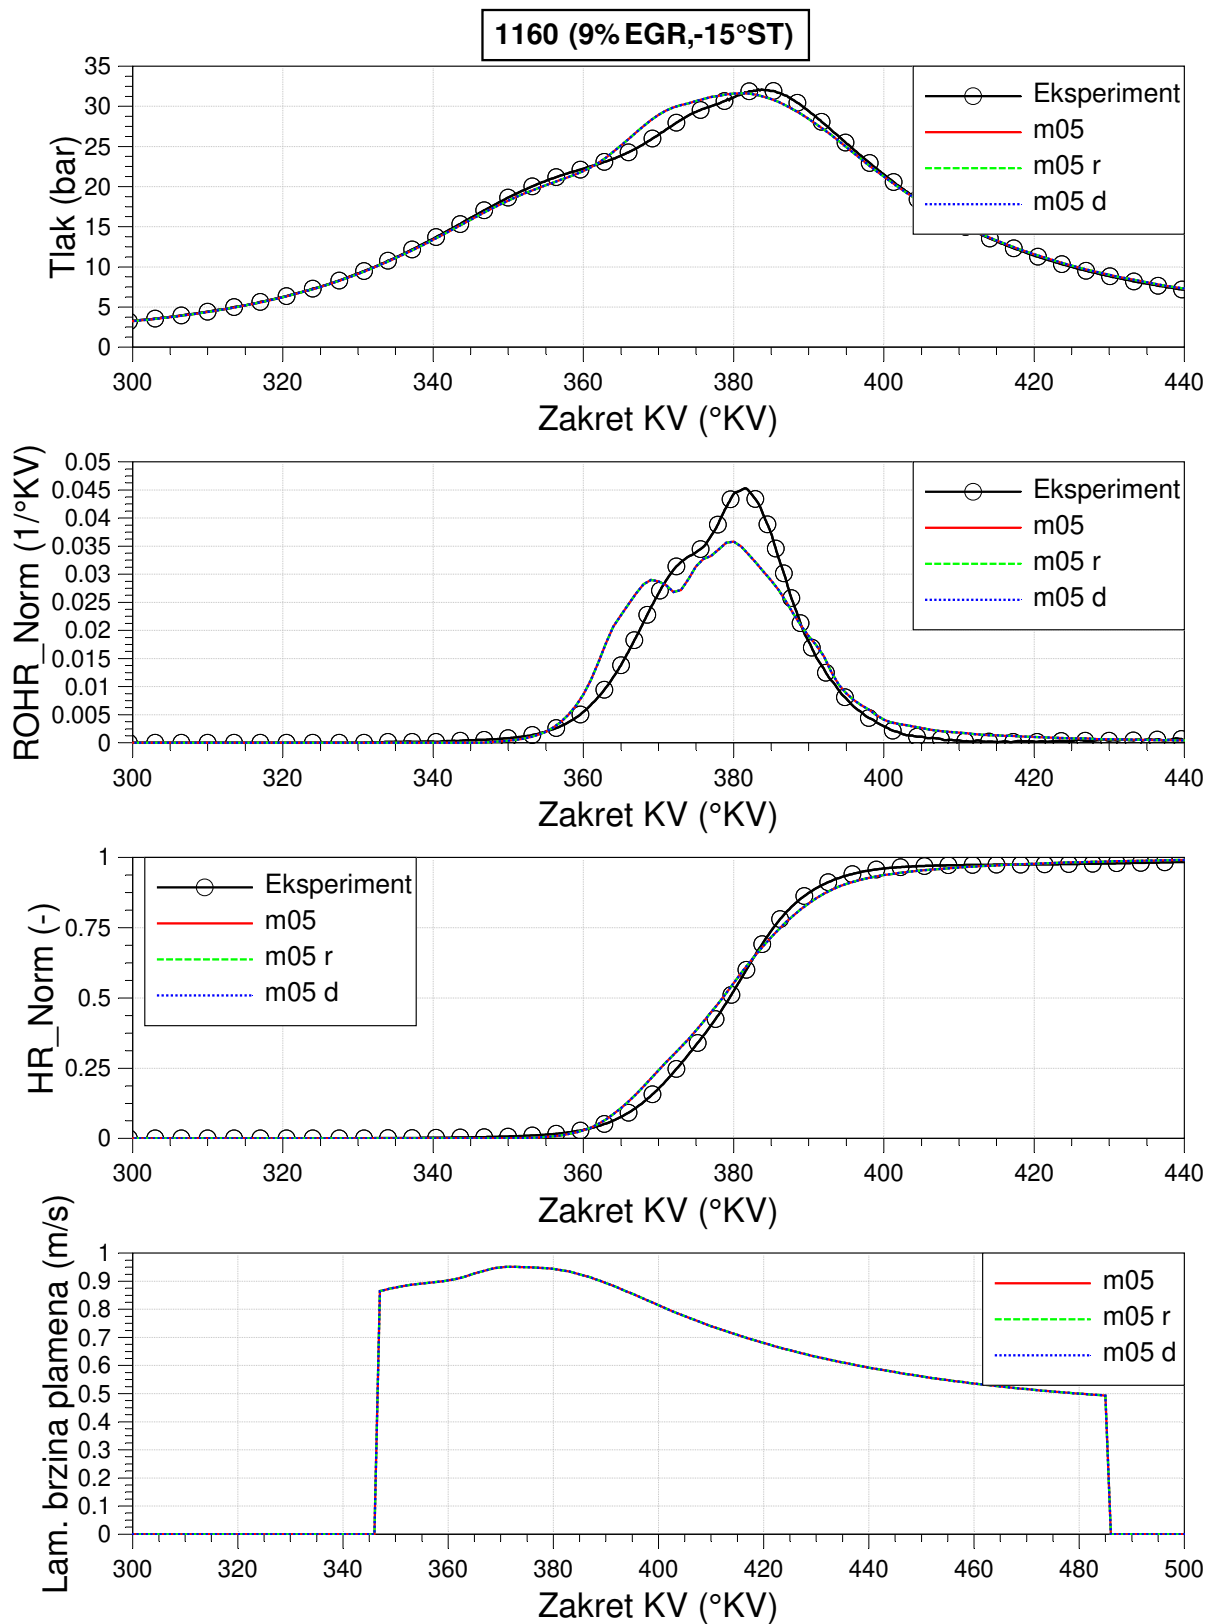 1160 (9% EGR,-15°ST)
Tlak (bar)
35
30
25
20
15
10
5
0
Eksperiment
m05
m05 r
m05 d
300 320 340 360 380 400 420 440
Zakret KV (°KV)
ROHR_Norm (1/°KV)
0.05
0.045
0.04
0.035
0.03
0.025
0.02
0.015
0.01
0.005
0
Eksperiment
m05
m05 r
m05 d
300 320 340 360 380 400 420 440
Zakret KV (°KV)
HR_Norm (-)
1
0.75
0.5
0.25
0
Eksperiment
m05
m05 r
m05 d
300 320 340 360 380 400 420 440
Zakret KV (°KV)
Lam. brzina plamena (m/s)
1
0.9
0.8
0.7
0.6
0.5
0.4
0.3
0.2
0.1
0
m05
m05 r
m05 d
300 320 340 360 380 400 420 440 460 480 500
Zakret KV (°KV)